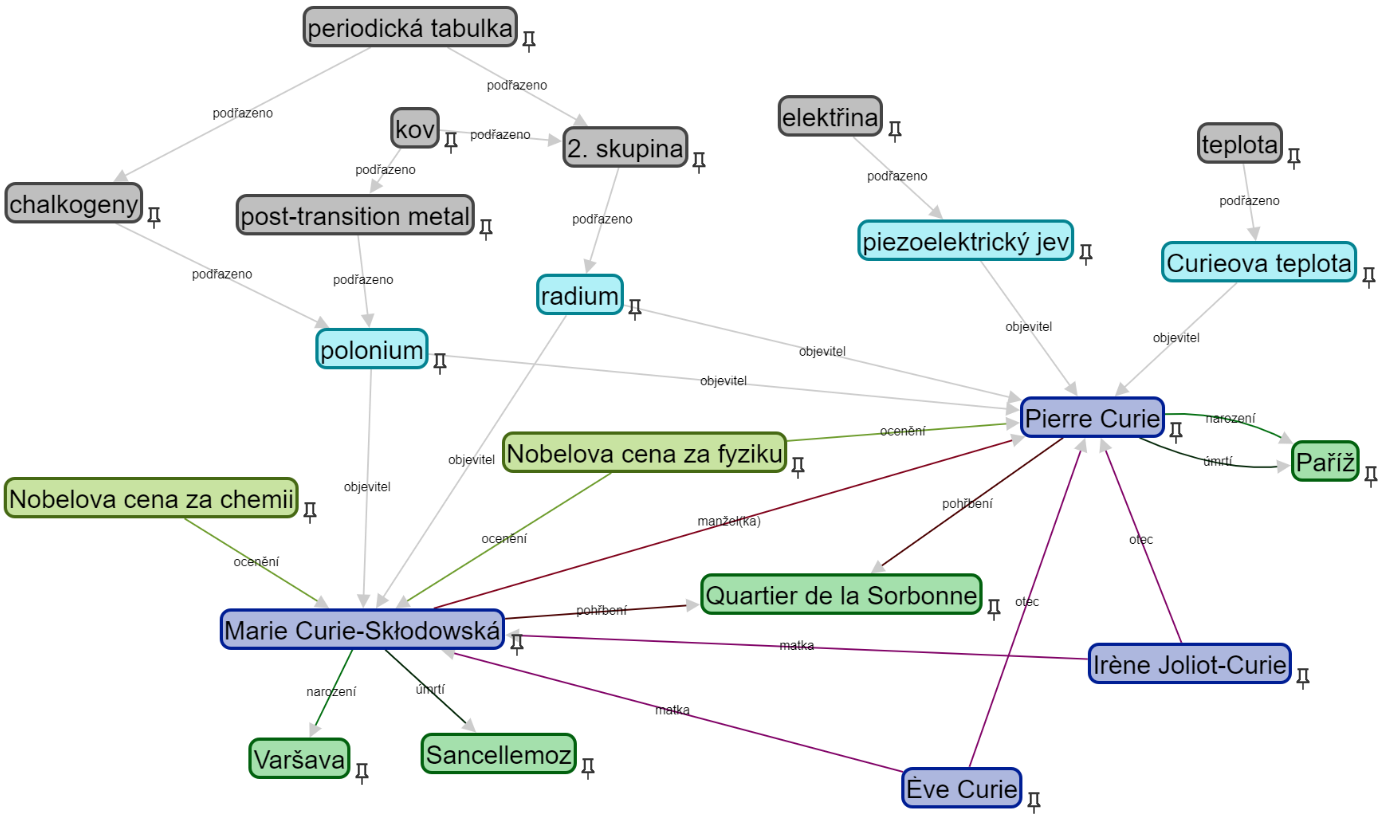 periodická tabulka
podřazeno
podřazeno
kov
podřazeno
2. skupina
elektřina
teplota
podřazeno
podřazeno
podřazeno
chalkogeny
post-transition metal
podřazeno
piezoelektrický jev
Curieova teplota
podřazeno
podřazeno
radium
polonium
objevitel
objevitel
objevitel
objevitel
Pierre Curie
narození
Paříž
úmrtí
ocenění
Nobelova cena za fyziku
objevitel
objevitel
Nobelova cena za chemii
pohřbení
manžel(ka)
ocenění
otec
ocenění
Quartier de la Sorbonne
otec
pohřbení
Marie Curie-Skłodowská
matka
Irène Joliot-Curie
narození
úmrtí
matka
Varšava
Sancellemoz
Ève Curie